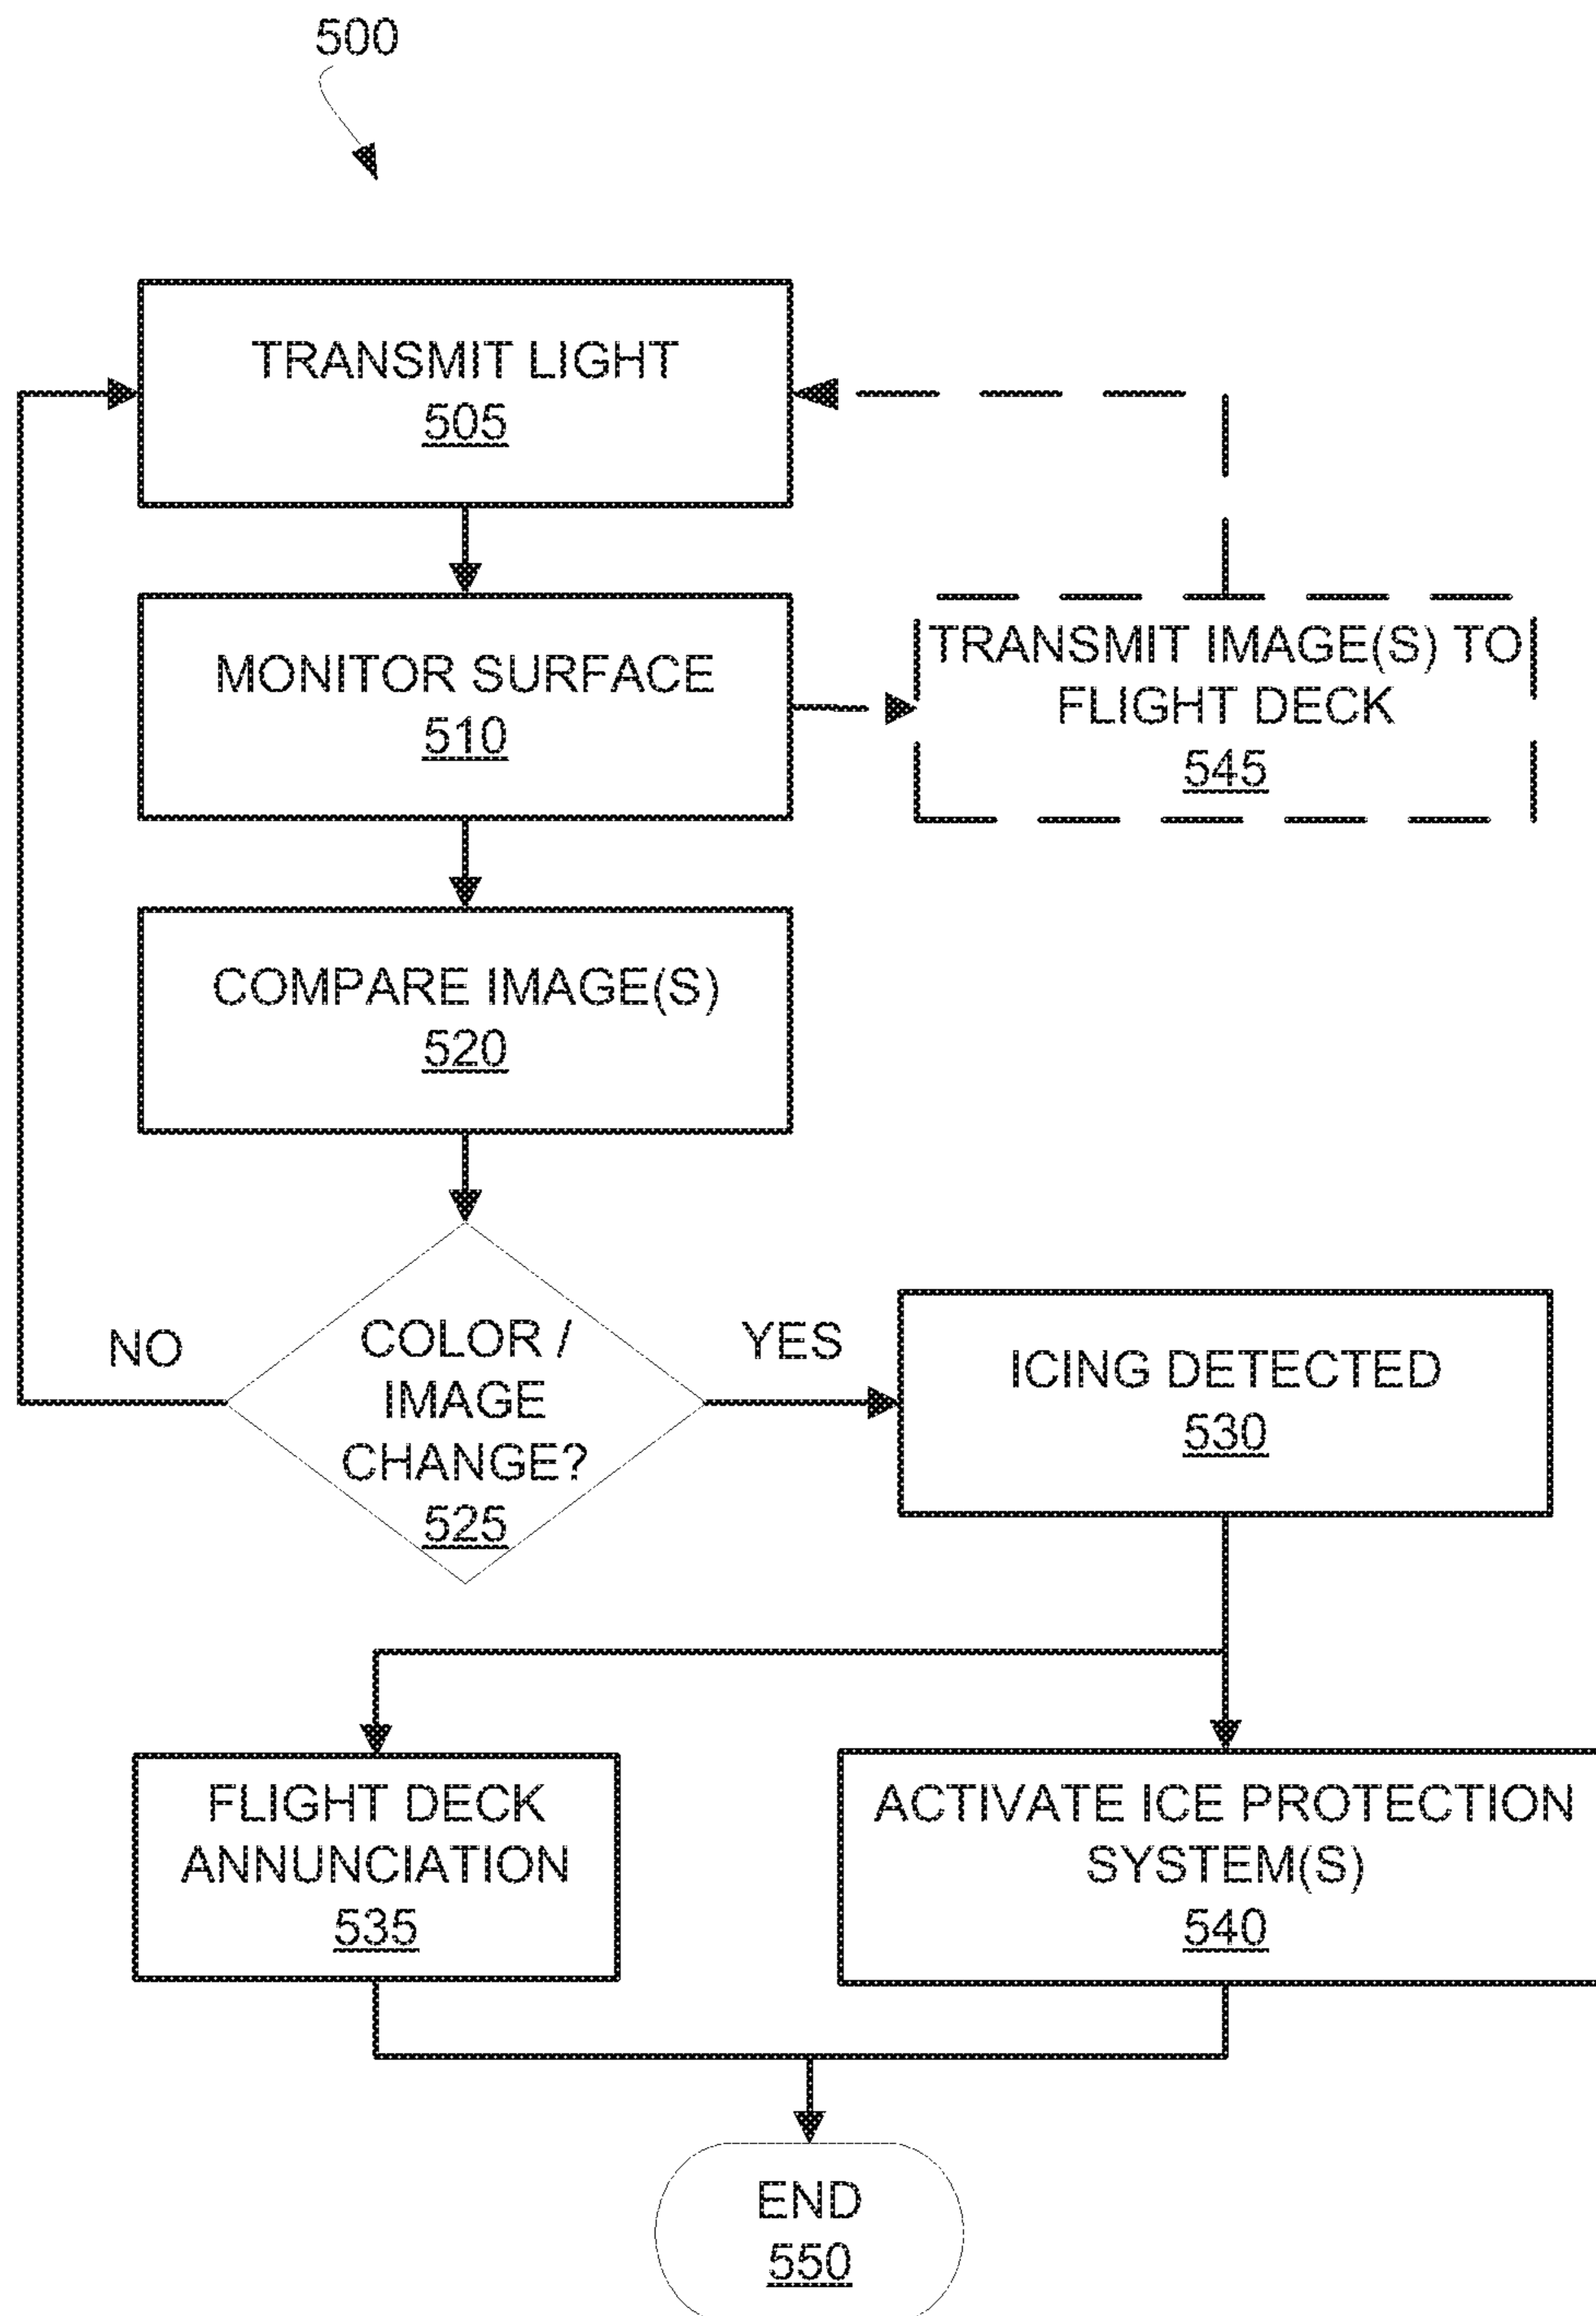 500
TRANSMIT LIGHT
505
MONITOR SURFACE
510
TRANSMIT IMAGE(S) TO
FLIGHT DECK
545
COMPARE IMAGE(S)
520
NO
COLOR /
IMAGE
CHANGE?
525
YES
ICING DETECTED
530
FLIGHT DECK
ANNUNCIATION
535
ACTIVATE ICE PROTECTION
SYSTEM(S)
540
END
550